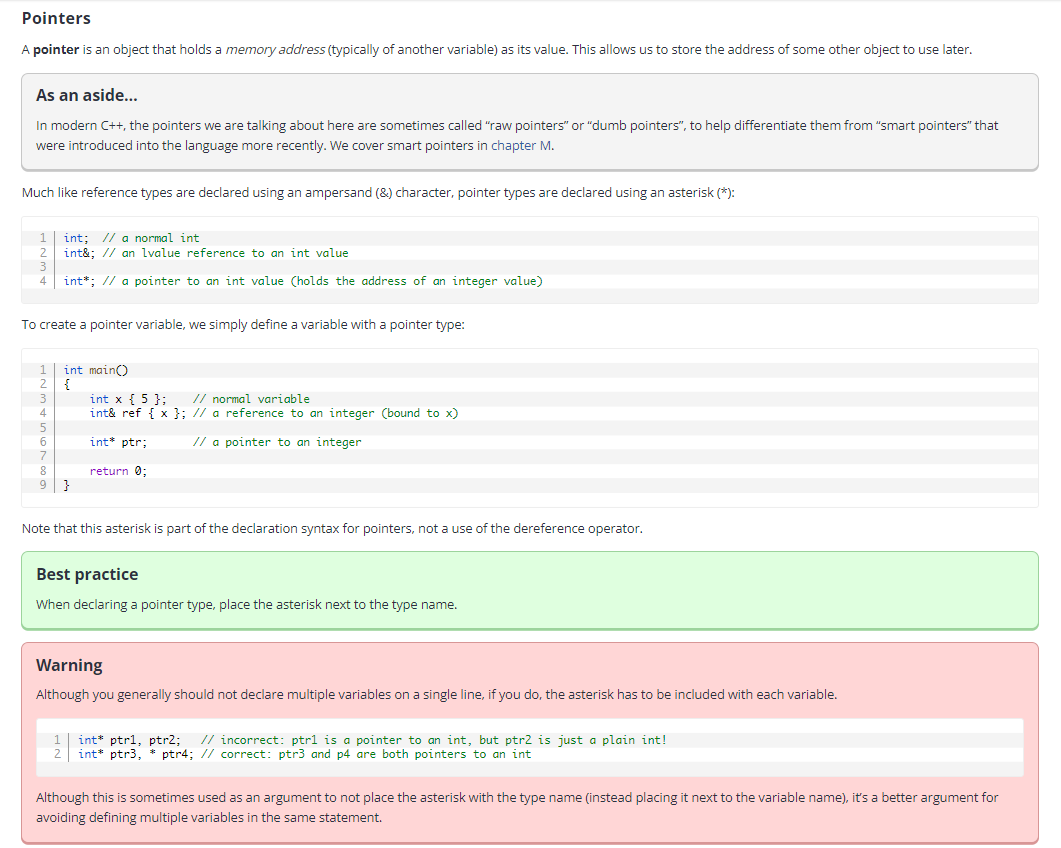 Pointers
A pointer is an object that holds a memory address (typically of another variable) as its value. This allows us to store the address of some other object to use later.
As an aside...
In modern C++, the pointers we are talking about here are sometimes called “raw pointers” or “dumb pointers”, to help differentiate them from “smart pointers” that
were introduced into the language more recently. We cover smart pointers in chapter M.
Much like reference types are declared using an ampersand (&) character, pointer types are declared using an asterisk (*):
1 int;  // a normal int
2 int&; // an lvalue reference to an int value
3
4 int*; // a pointer to an int value (holds the address of an integer value)
To create a pointer variable, we simply define a variable with a pointer type:
1 int main()
2 {
3     int x { 5 };    // normal variable
4     int& ref { x }; // a reference to an integer (bound to x)
5
6     int* ptr;       // a pointer to an integer
7
8     return 0;
9 }
Note that this asterisk is part of the declaration syntax for pointers, not a use of the dereference operator.
Best practice
When declaring a pointer type, place the asterisk next to the type name.
Warning
Although you generally should not declare multiple variables on a single line, if you do, the asterisk has to be included with each variable.
1 int* ptr1, ptr2;   // incorrect: ptr1 is a pointer to an int, but ptr2 is just a plain int!
2 int* ptr3, * ptr4; // correct: ptr3 and p4 are both pointers to an int
Although this is sometimes used as an argument to not place the asterisk with the type name (instead placing it next to the variable name), it’s a better argument for
avoiding defining multiple variables in the same statement.